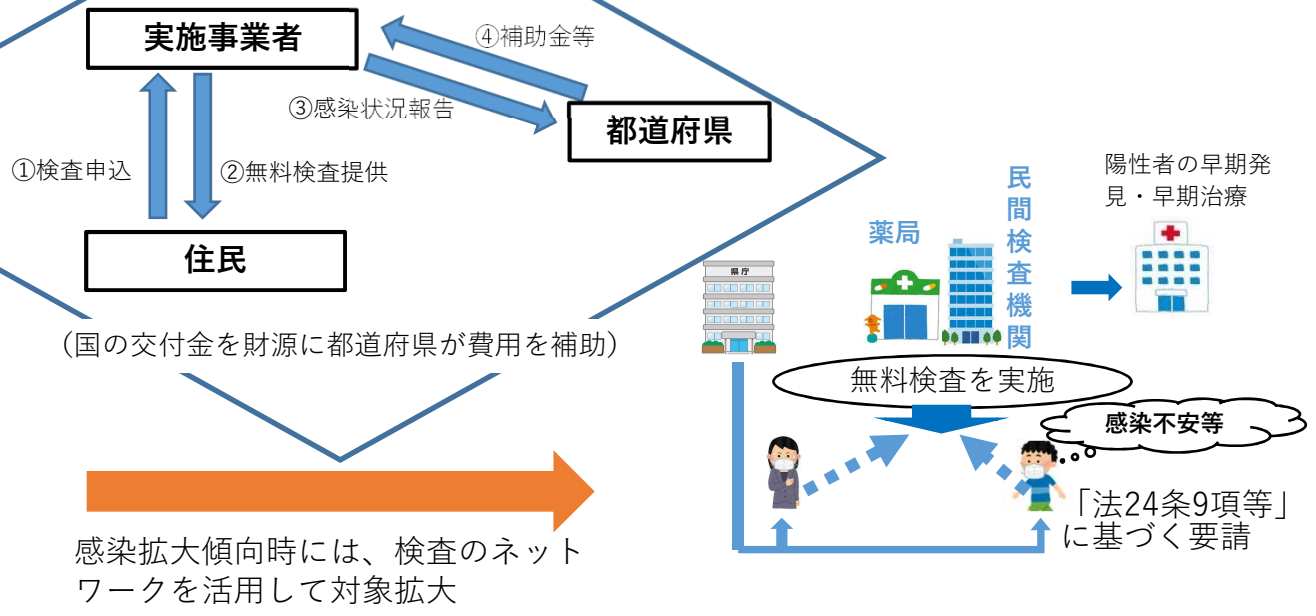 実施事業者
④補助金等
③感染状況報告
都道府県
①検査申込
②無料検査提供
住民
（国の交付金を財源に都道府県が費用を補助）
感染拡大傾向時には、検査のネット
ワークを活用して対象拡大
県庁
薬局
民間検査機関
陽性者の早期発
見・早期治療
無料検査を実施
感染不安等
「法24条9項等」
に基づく要請